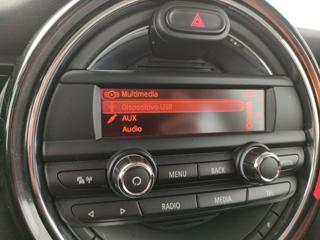 Multimedia
Dispositivo USB
AUX
Audio
MENU
BACK
RADIO
MEDIA
TEL